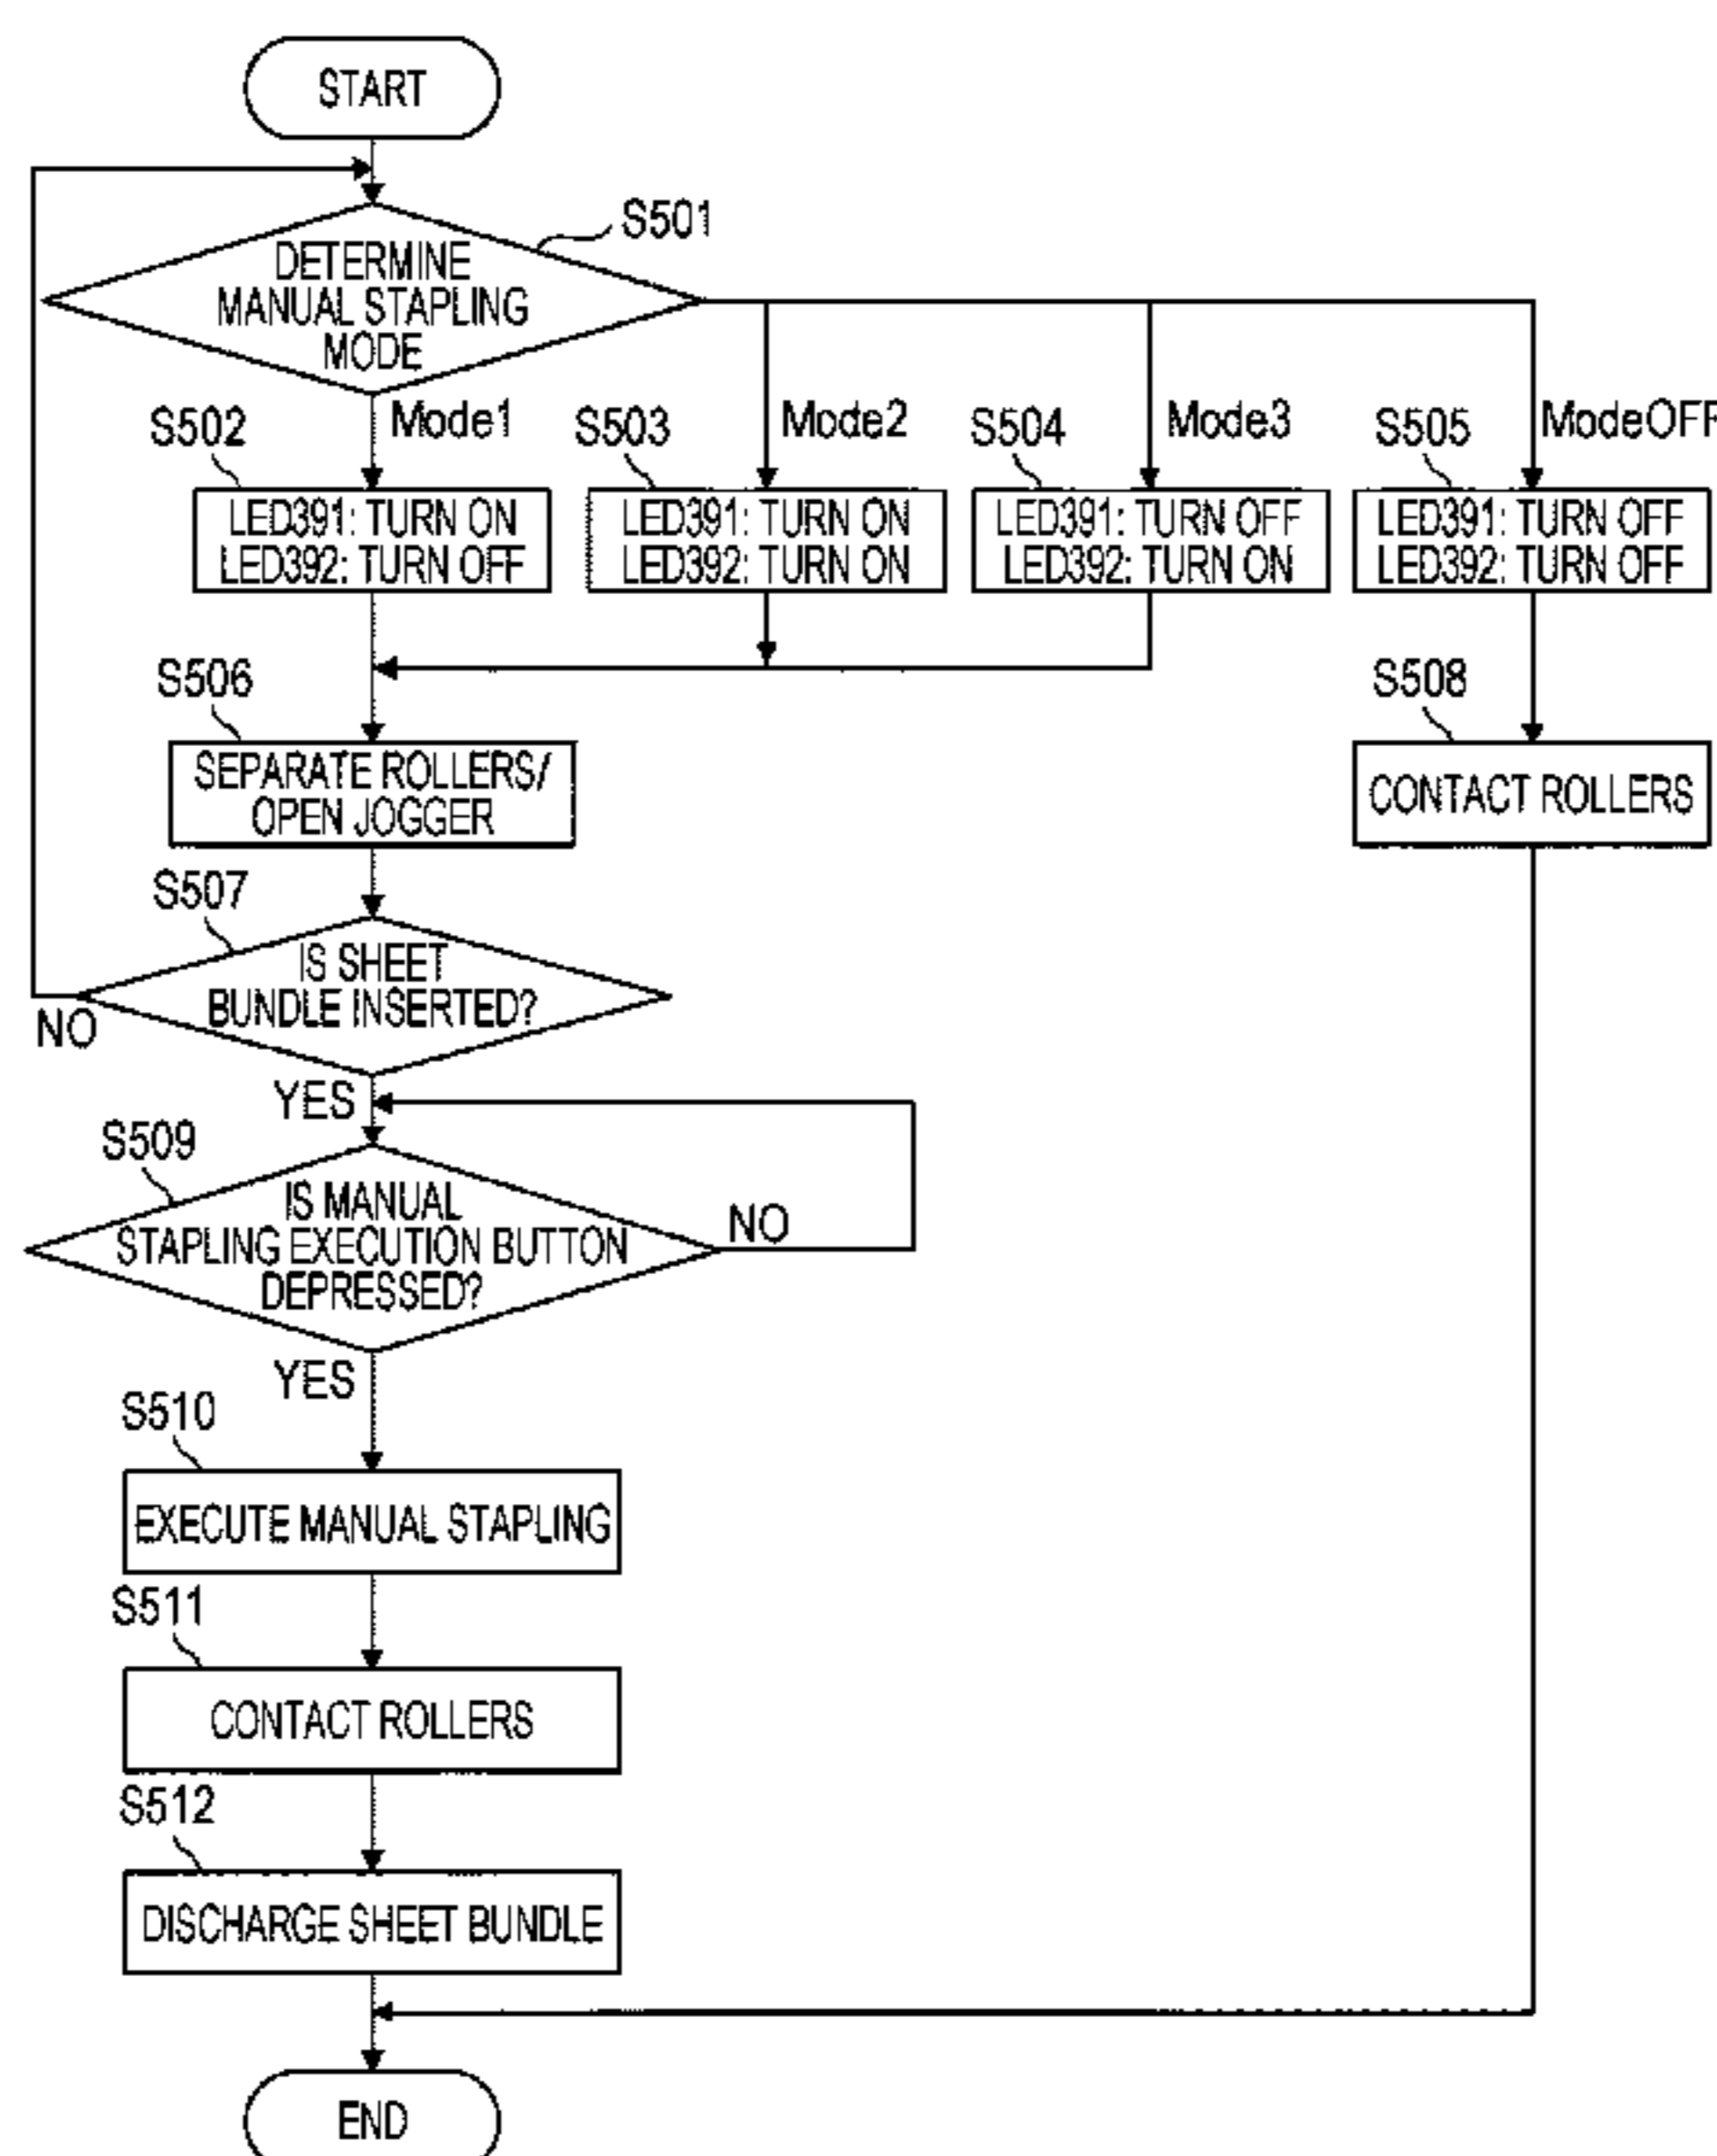 START
S501
DETERMINE
MANUAL STAPLING
MODE
S502
Mode1
S503
Mode2
S504
Mode3
S505
ModeOFF
LED391: TURN ON
LED392: TURN OFF
LED391: TURN ON
LED392: TURN ON
LED391: TURN OFF
LED392: TURN ON
LED391: TURN OFF
LED392: TURN OFF
S506
SEPARATE ROLLERS/
OPEN JOGGER
S508
CONTACT ROLLERS
S507
IS SHEET
BUNDLE INSERTED?
NO
YES
S509
IS MANUAL
STAPLING EXECUTION BUTTON
DEPRESSED?
NO
YES
S510
EXECUTE MANUAL STAPLING
S511
CONTACT ROLLERS
S512
DISCHARGE SHEET BUNDLE
END